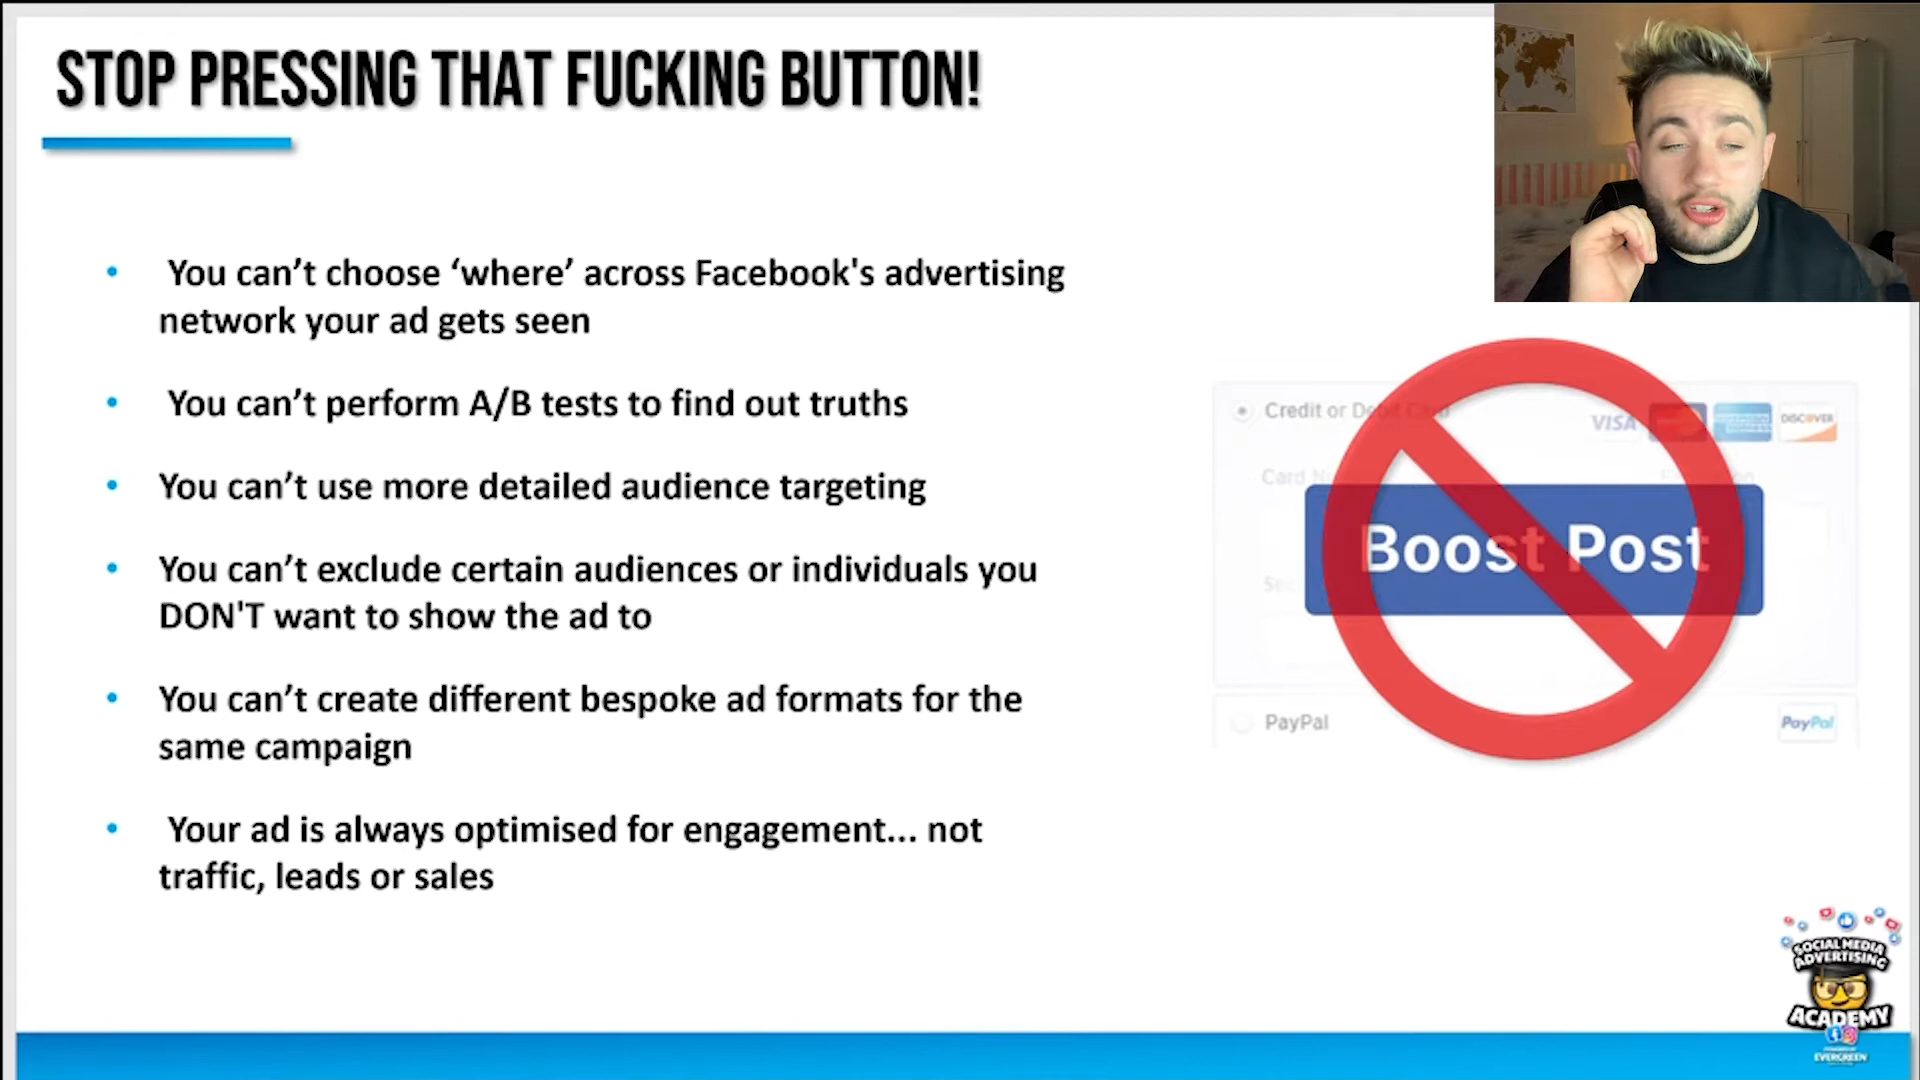 STOP PRESSING THAT FUCKING BUTTON!
You can’t choose ‘where’ across Facebook's advertising
network your ad gets seen
You can’t perform A/B tests to find out truths
You can’t use more detailed audience targeting
You can’t exclude certain audiences or individuals you
DON'T want to show the ad to
You can’t create different bespoke ad formats for the
same campaign
Your ad is always optimised for engagement... not
traffic, leads or sales
Credit or Debit Card
VISA
DISCOVER
Card
Boost Post
PayPal
PayPal
SOCIAL MEDIA
ADVERTISING
ACADEMY
EVERGREEN